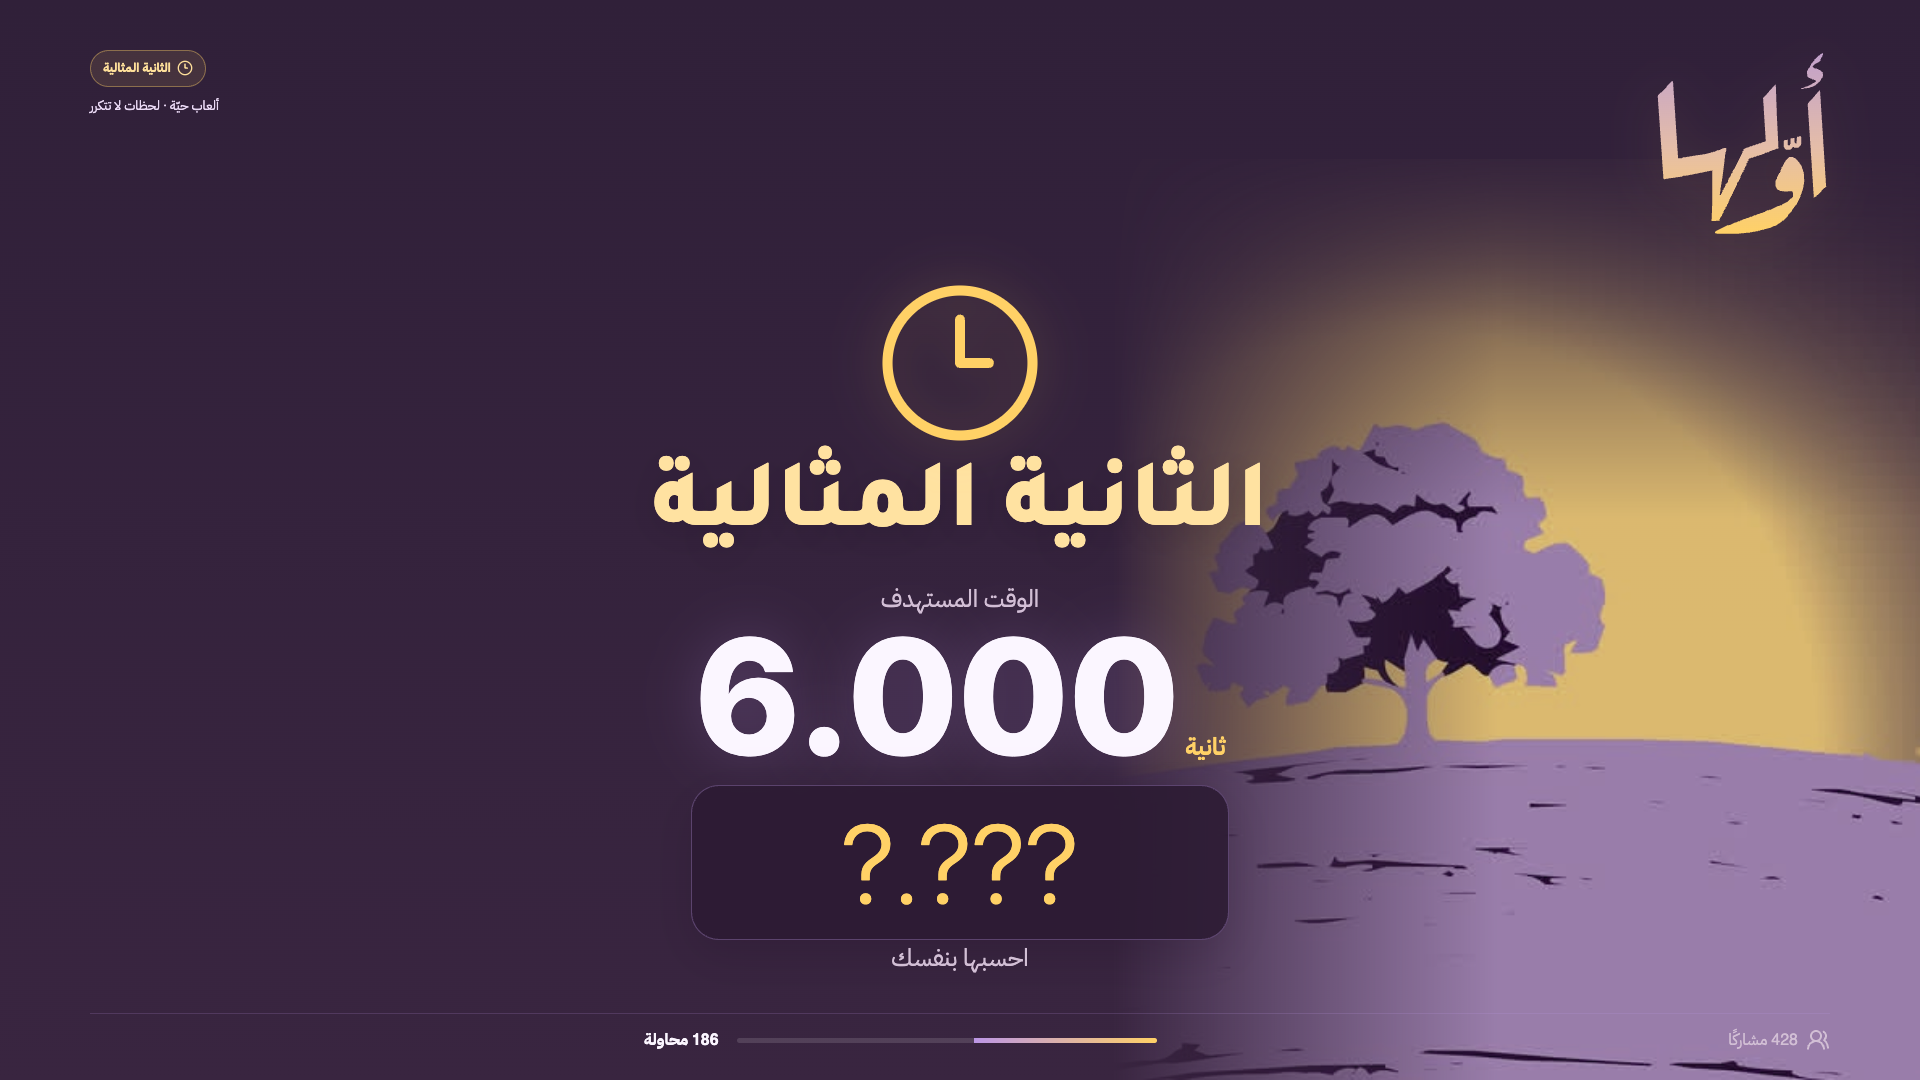 أوّلها
الثانية المثالية
ألعاب حيّة · لحظات لا تتكرر
الثانية المثالية
الوقت المستهدف
6.000 ثانية
?.???
احسبها بنفسك
428 مشاركًا
186 محاولة